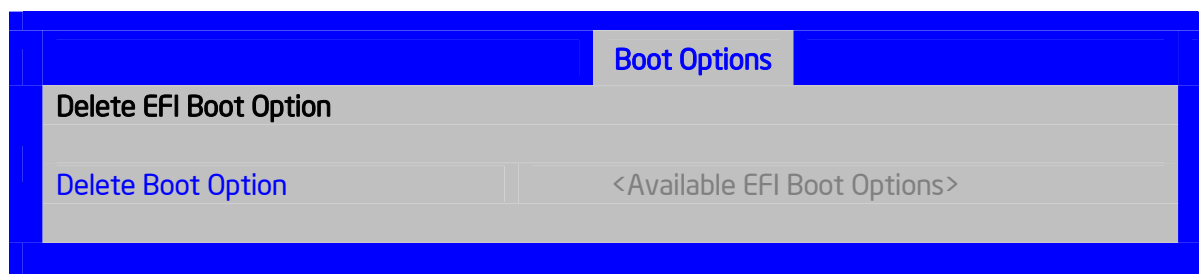 Boot Options
Delete EFI Boot Option
Delete Boot Option <Available EFI Boot Options>